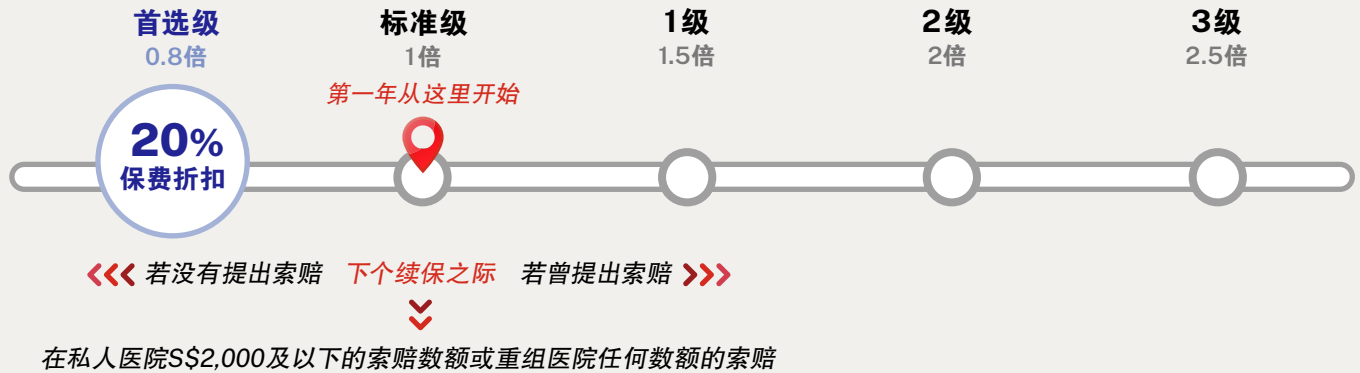 首选级 标准级 1级 2级 3级
0.8倍 1倍 1.5倍 2倍 2.5倍
第一年从这里开始
20%
保费折扣
若没有提出索赔 下个续保之际 若曾提出索赔
在私人医院S$2,000及以下的索赔数额或重组医院任何数额的索赔